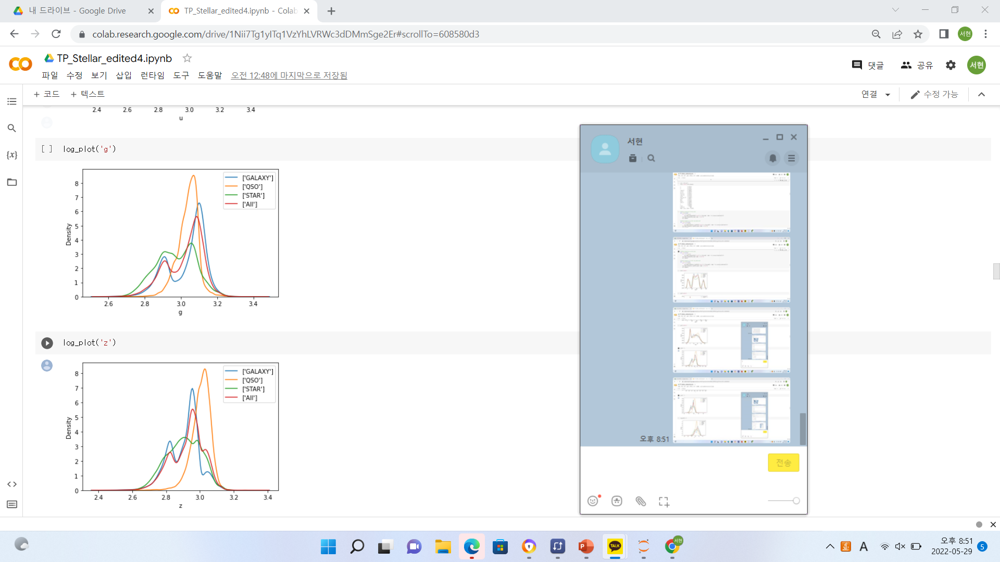 내 드라이브 - Google Drive
TP_Stellar_edited4.ipynb - Colab
colab.research.google.com/drive/1Nii7Tg1yITq1VzYhLVRWc3dDMmSge2Er#scrollTo=608580d3
서현
TP_Stellar_edited4.ipynb
파일 수정 보기 삽입 런타임 도구 도움말 오전 12:48에 마지막으로 저장됨
댓글 공유 서현
+ 코드 + 텍스트
연결 수정 가능
2.4 2.6 2.8 3.0 3.2 3.4
u
[ ] log_plot('g')
8
7
6
5
4
3
2
1
0
Density
['GALAXY']
['QSO']
['STAR']
['All']
2.6 2.8 3.0 3.2 3.4
g
{x}
log_plot('z')
8
7
6
5
4
3
2
1
0
Density
['GALAXY']
['QSO']
['STAR']
['All']
2.4 2.6 2.8 3.0 3.2 3.4
z
서현
오후 8:51
전송
TALK
서현
A
오후 8:51
2022-05-29
5